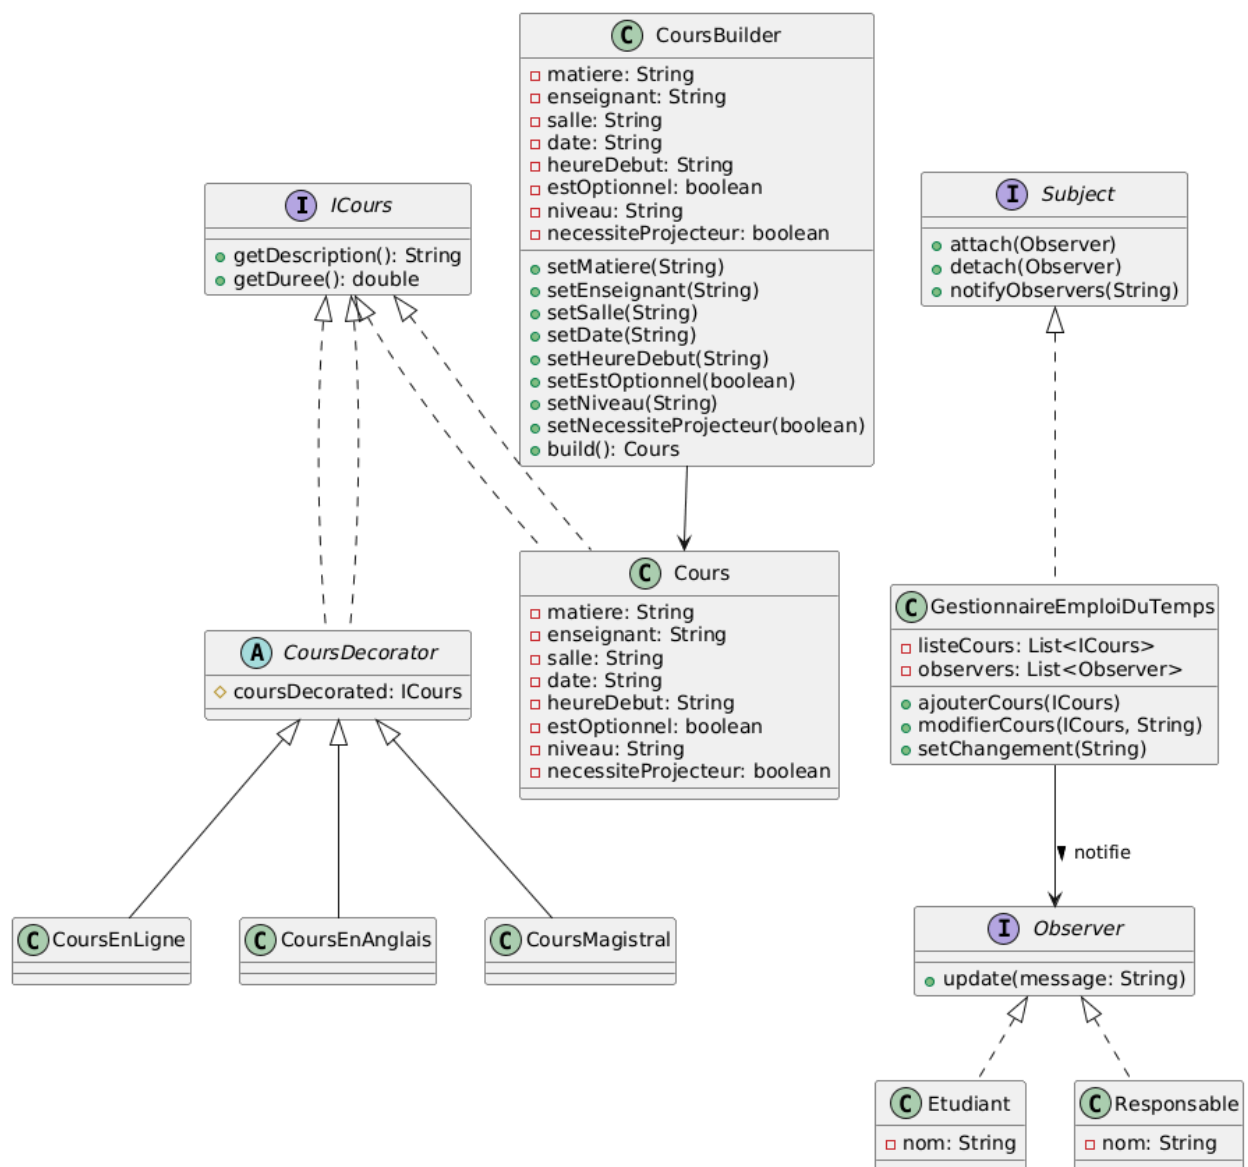 C CoursBuilder
matiere: String
enseignant: String
salle: String
date: String
heureDebut: String
estOptionnel: boolean
niveau: String
necessiteProjecteur: boolean
setMatiere(String)
setEnseignant(String)
setSalle(String)
setDate(String)
setHeureDebut(String)
setEstOptionnel(boolean)
setNiveau(String)
setNecessiteProjecteur(boolean)
build(): Cours
I ICours
getDescription(): String
getDuree(): double
I Subject
attach(Observer)
detach(Observer)
notifyObservers(String)
C Cours
matiere: String
enseignant: String
salle: String
date: String
heureDebut: String
estOptionnel: boolean
niveau: String
necessiteProjecteur: boolean
C GestionnaireEmploiDuTemps
listeCours: List<ICours>
observers: List<Observer>
ajouterCours(ICours)
modifierCours(ICours, String)
setChangement(String)
A CoursDecorator
coursDecorated: ICours
notifie
C CoursEnLigne
C CoursEnAnglais
C CoursMagistral
I Observer
update(message: String)
C Etudiant
nom: String
C Responsable
nom: String